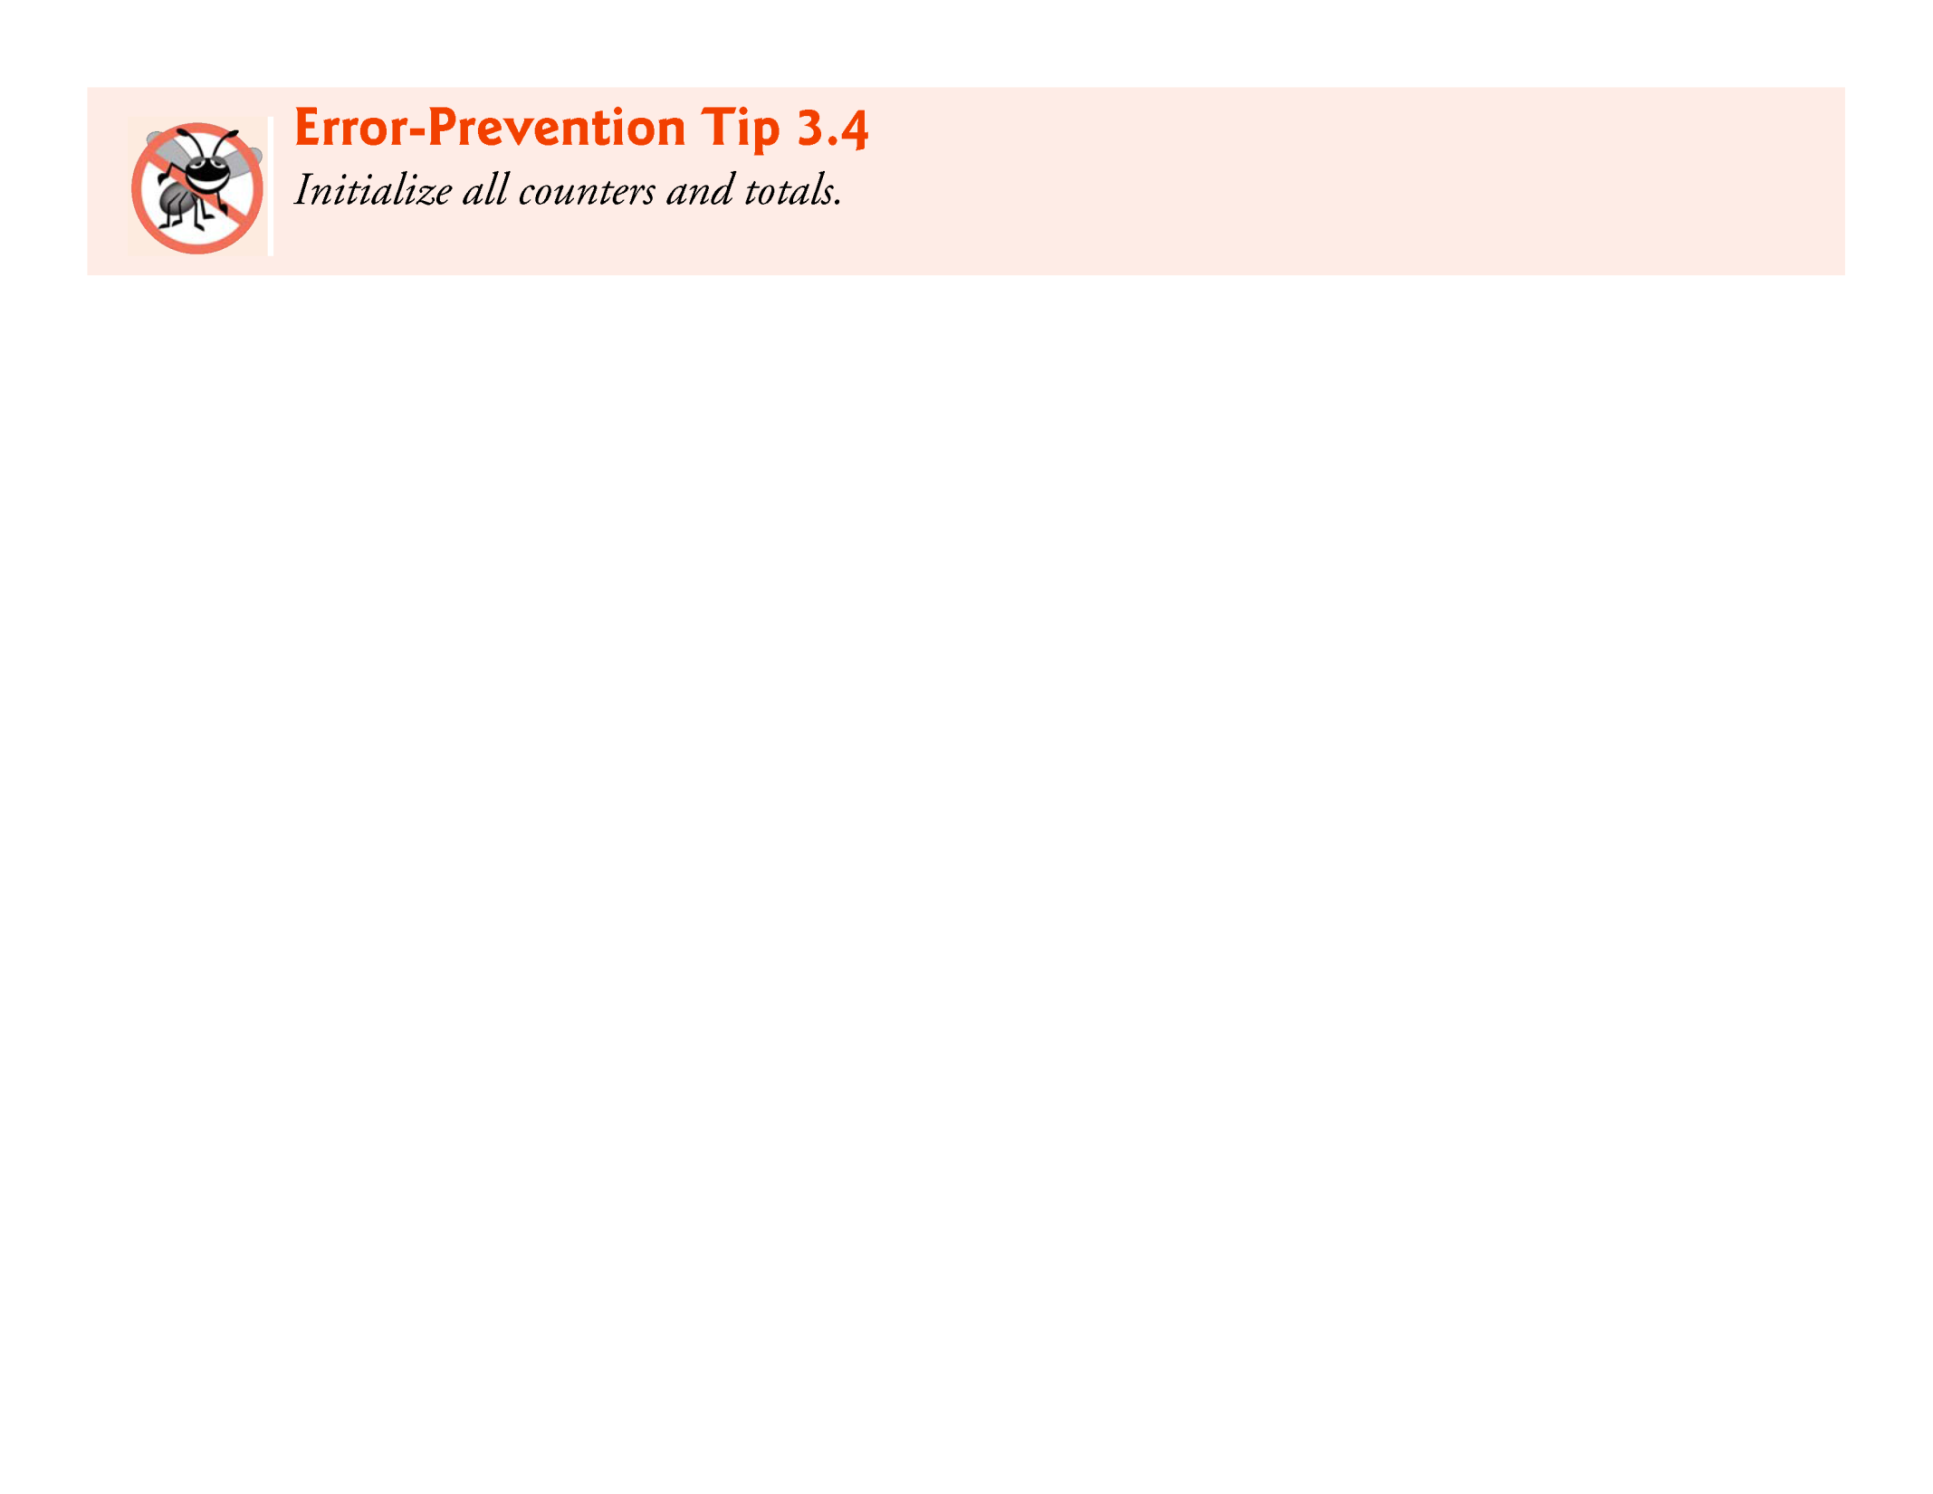 Error-Prevention Tip 3.4
Initialize all counters and totals.